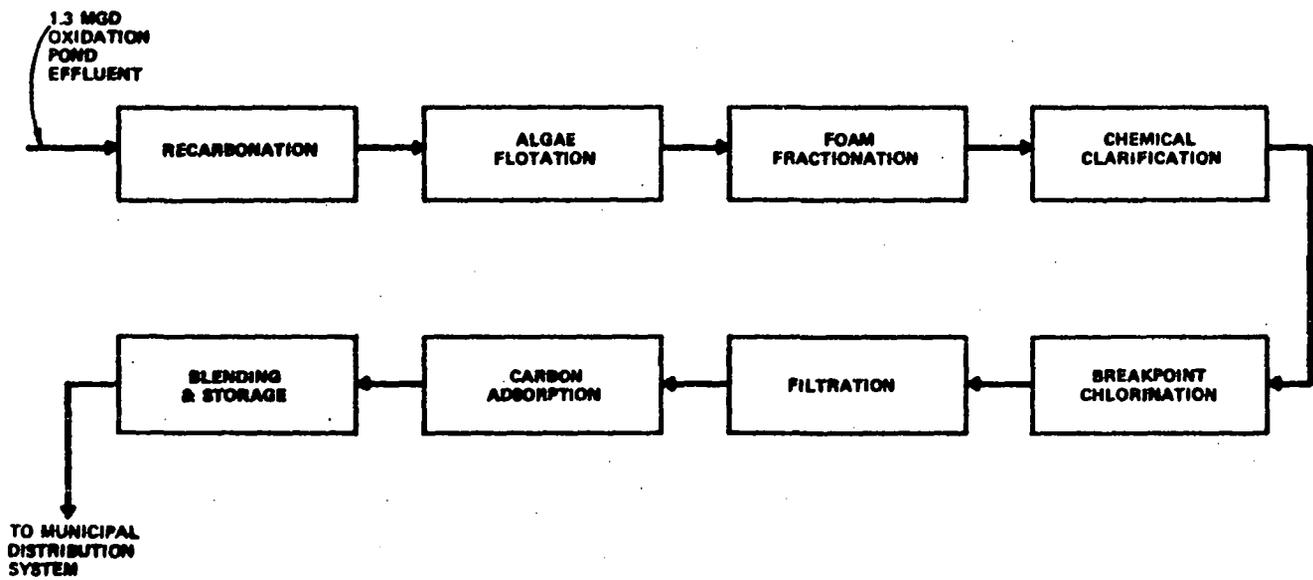 1.3 MGD
OXIDATION
POND
EFFLUENT
RECARBONATION
ALGAE
FLOTATION
FOAM
FRACTIONATION
CHEMICAL
CLARIFICATION
BREAKPOINT
CHLORINATION
FILTRATION
CARBON
ADSORPTION
BLENDING
& STORAGE
TO MUNICIPAL
DISTRIBUTION
SYSTEM